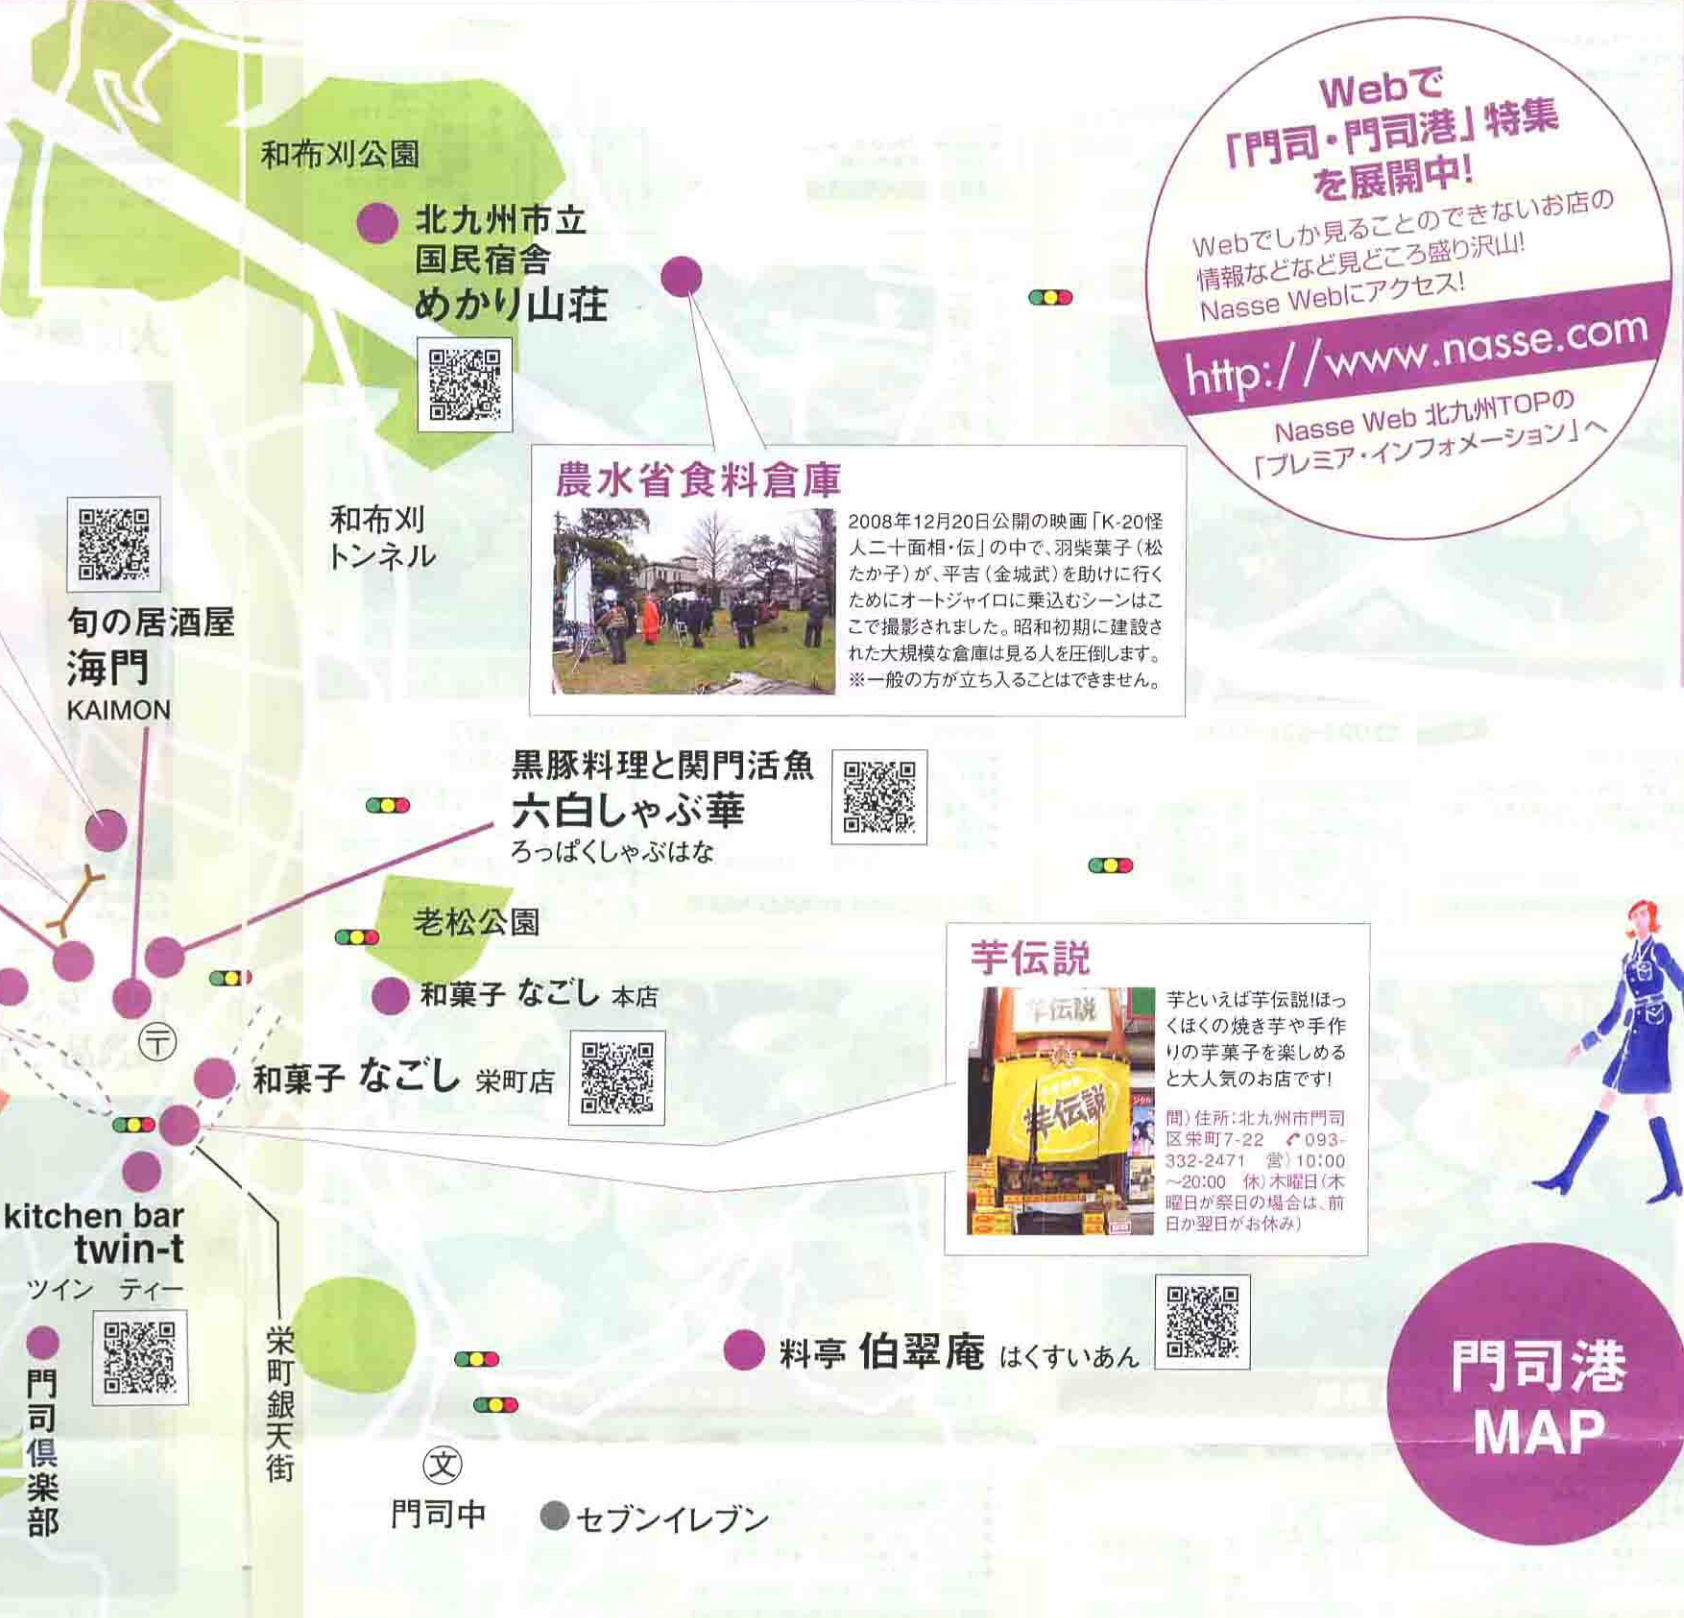 Webで
「門司・門司港」特集
を展開中!
Webでしか見ることのできないお店の
情報などなど見どころ盛り沢山!
Nasse Webにアクセス!
http://www.nasse.com
Nasse Web 北九州TOPの
「プレミア・インフォメーション」へ
和布刈公園
北九州市立
国民宿舎
めかり山荘
農水省食料倉庫
2008年12月20日公開の映画「K-20怪
人二十面相・伝」の中で、羽柴葉子(松
たか子)が、平吉(金城武)を助けに行く
ためにオートジャイロに乗込むシーンはこ
こで撮影されました。昭和初期に建設さ
れた大規模な倉庫は見る人を圧倒します。
※一般の方が立ち入ることはできません。
和布刈
トンネル
旬の居酒屋
海門
KAIMON
黒豚料理と関門活魚
六白しゃぶ華
ろっぱくしゃぶはな
老松公園
和菓子 なごし 本店
〒
和菓子 なごし 栄町店
芋伝説
芋伝説
芋伝説
芋といえば芋伝説!ほっ
くほくの焼き芋や手作
りの芋菓子を楽しめる
と大人気のお店です!
問)住所:北九州市門司
区栄町7-22 093-
332-2471 営)10:00
~20:00 休)木曜日(木
曜日が祭日の場合は、前
日か翌日がお休み)
kitchen bar
twin-t
ツイン ティー
門司倶楽部
栄町銀天街
料亭 伯翠庵 はくすいあん
文
門司中
セブンイレブン
門司港
MAP